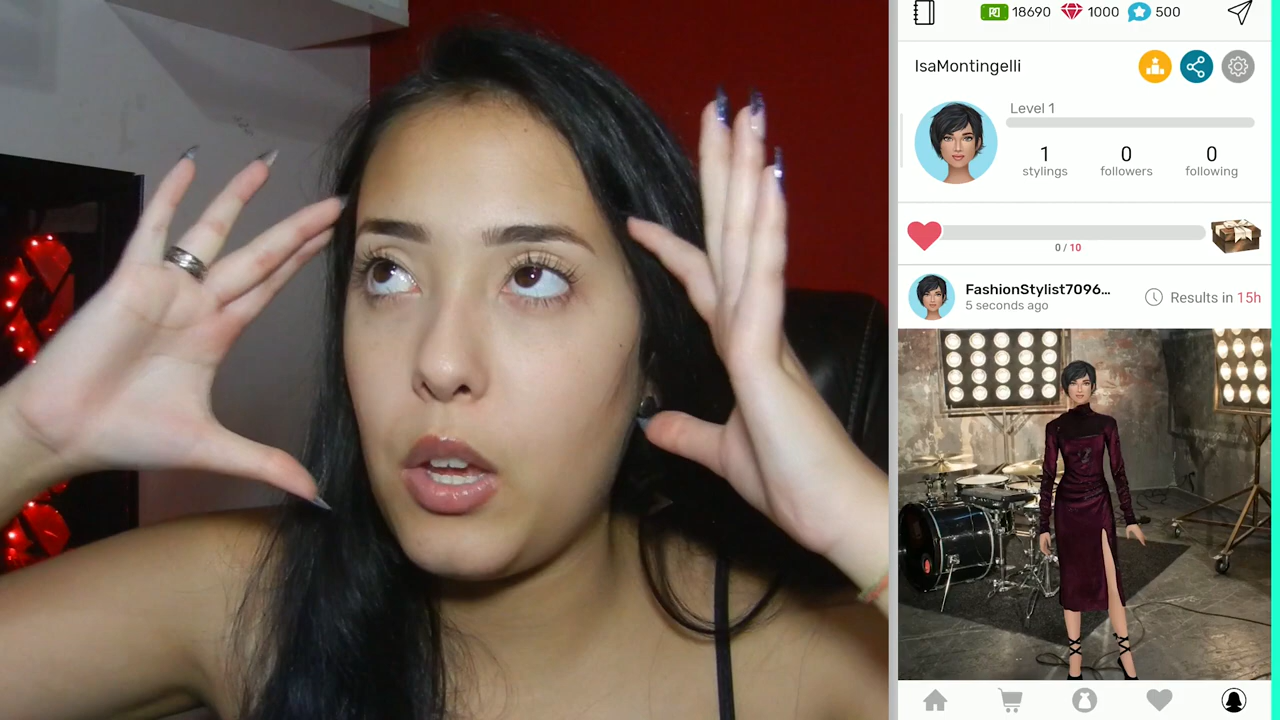 18690 1000 500
IsaMontingelli
Level 1
1 0 0
stylings followers following
0 / 10
FashionStylist7096... Results in 15h
5 seconds ago